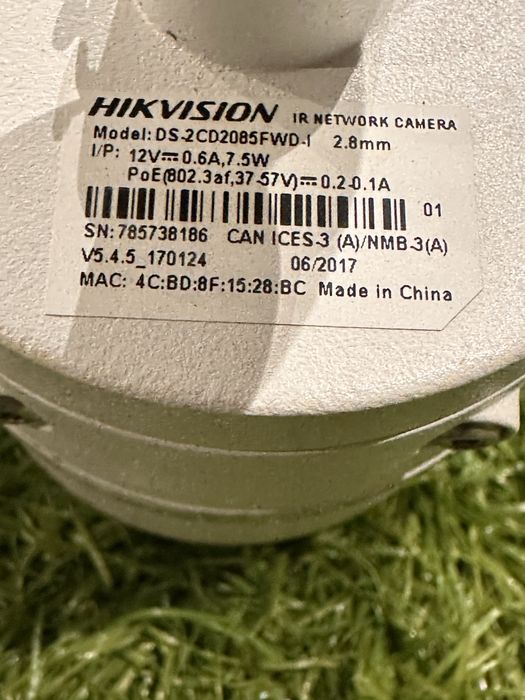 HIKVISION IR NETWORK CAMERA
Model: DS-2CD2085FWD-I 2.8mm
I/P: 12V⎓0.6A,7.5W
PoE(802.3af,37-57V)⎓0.2-0.1A
01
SN: 785738186 CAN ICES-3 (A)/NMB-3(A)
V5.4.5_170124 06/2017
MAC: 4C:BD:8F:15:28:BC Made in China